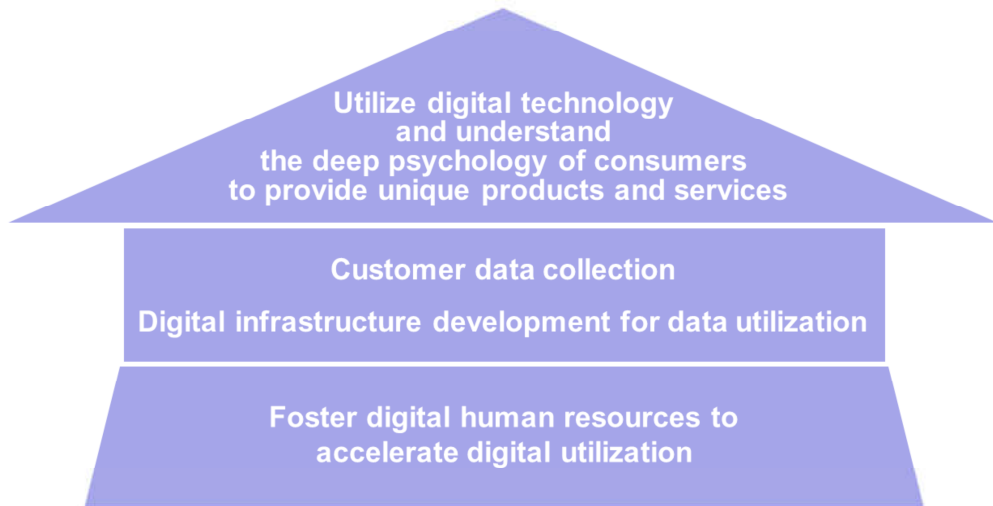 Utilize digital technology
and understand
the deep psychology of consumers
to provide unique products and services
Customer data collection
Digital infrastructure development for data utilization
Foster digital human resources to
accelerate digital utilization